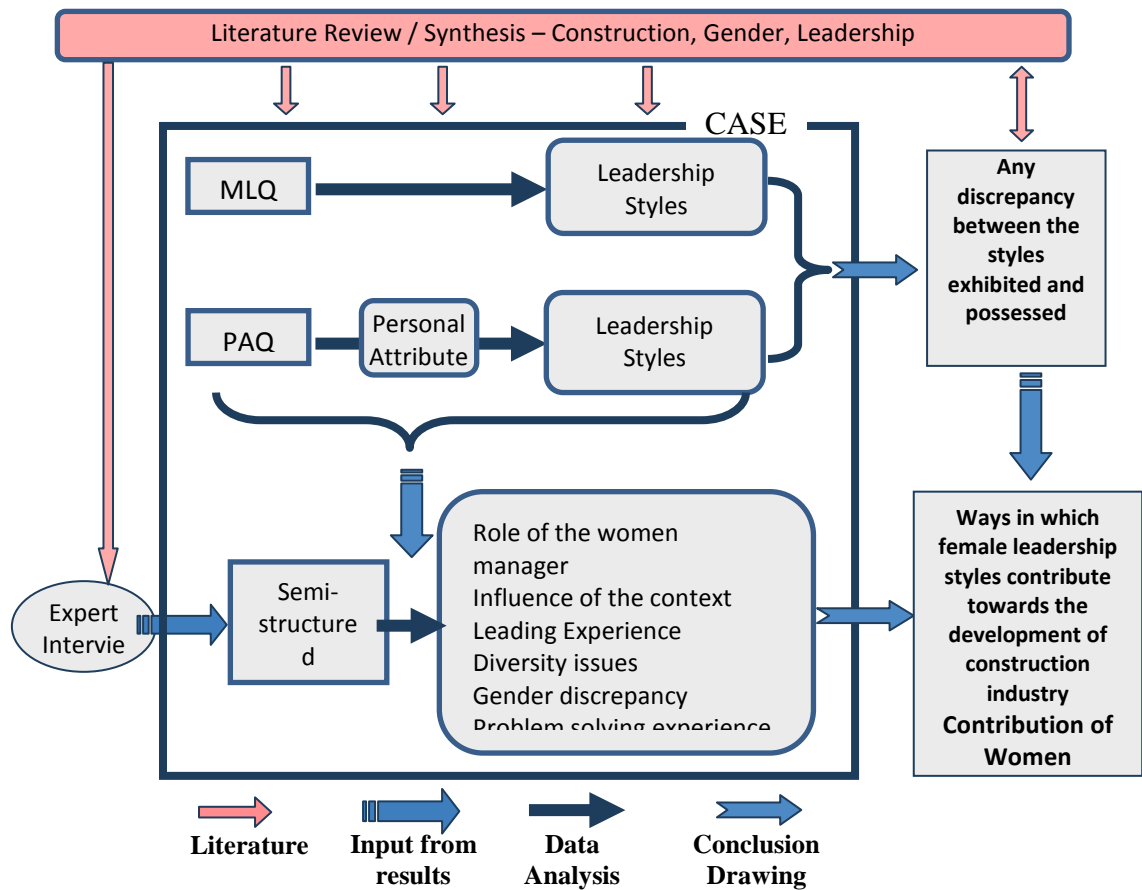 Literature Review / Synthesis – Construction, Gender, Leadership
CASE
MLQ
Leadership
Styles
Any
discrepancy
between the
styles
exhibited and
possessed
PAQ
Personal
Attribute
Leadership
Styles
Expert
Intervie
Semi-
structure
d
Role of the women
manager
Influence of the context
Leading Experience
Diversity issues
Gender discrepancy
Problem solving experience
Ways in which
female leadership
styles contribute
towards the
development of
construction
industry
Contribution of
Women
Literature
Input from
results
Data
Analysis
Conclusion
Drawing